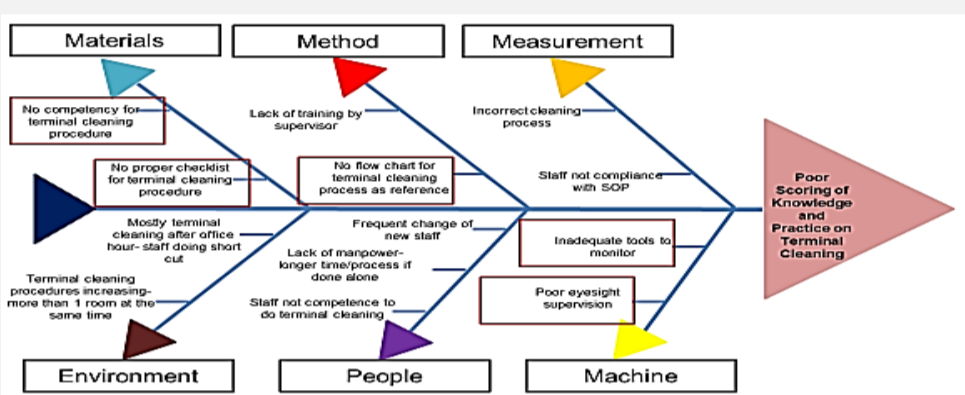 Materials
Method
Measurement
No competency for
terminal cleaning
procedure
Lack of training by
supervisor
Incorrect cleaning
process
No proper checklist
for terminal cleaning
procedure
No flow chart for
terminal cleaning
process as reference
Staff not compliance
with SOP
Poor
Scoring of
Knowledge
and
Practice on
Terminal
Cleaning
Mostly terminal
cleaning after office
hour- staff doing short
cut
Frequent change of
new staff
Inadequate tools to
monitor
Lack of manpower-
longer time/process if
done alone
Terminal cleaning
procedures increasing-
more than 1 room at the
same time
Staff not competence to
do terminal cleaning
Poor eyesight
supervision
Environment
People
Machine